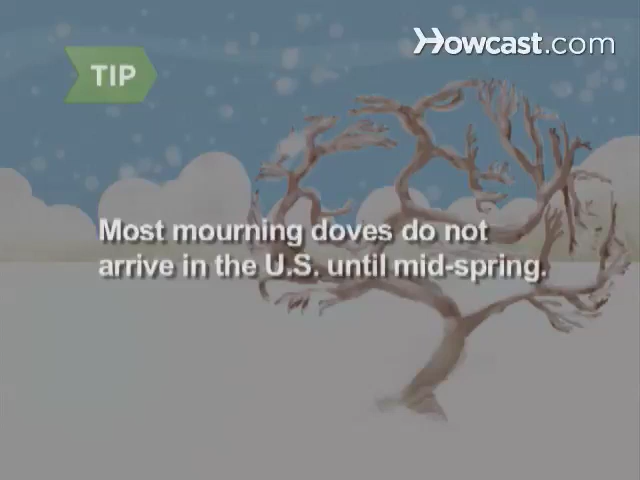 Howcast.com
TIP
Most mourning doves do not
arrive in the U.S. until mid-spring.